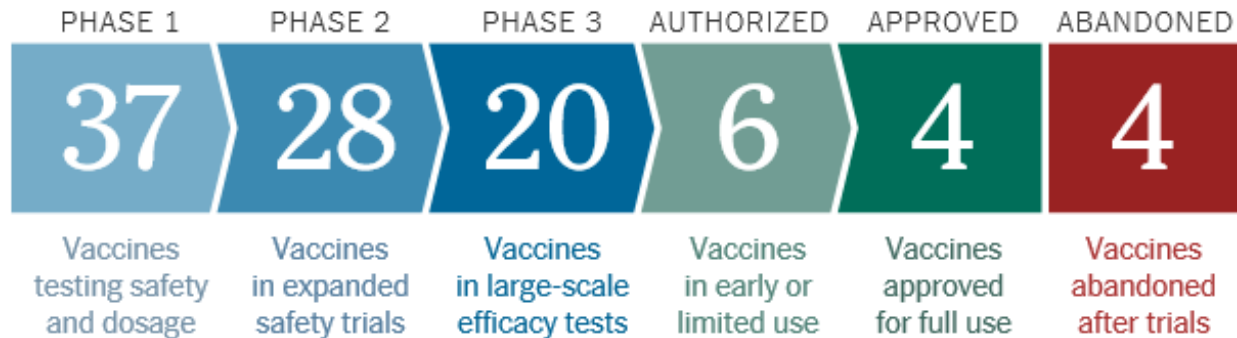 PHASE 1 PHASE 2 PHASE 3 AUTHORIZED APPROVED ABANDONED
37 28 20 6 4 4
Vaccines Vaccines Vaccines Vaccines Vaccines Vaccines
testing safety in expanded in large-scale in early or approved abandoned
and dosage safety trials efficacy tests limited use for full use after trials